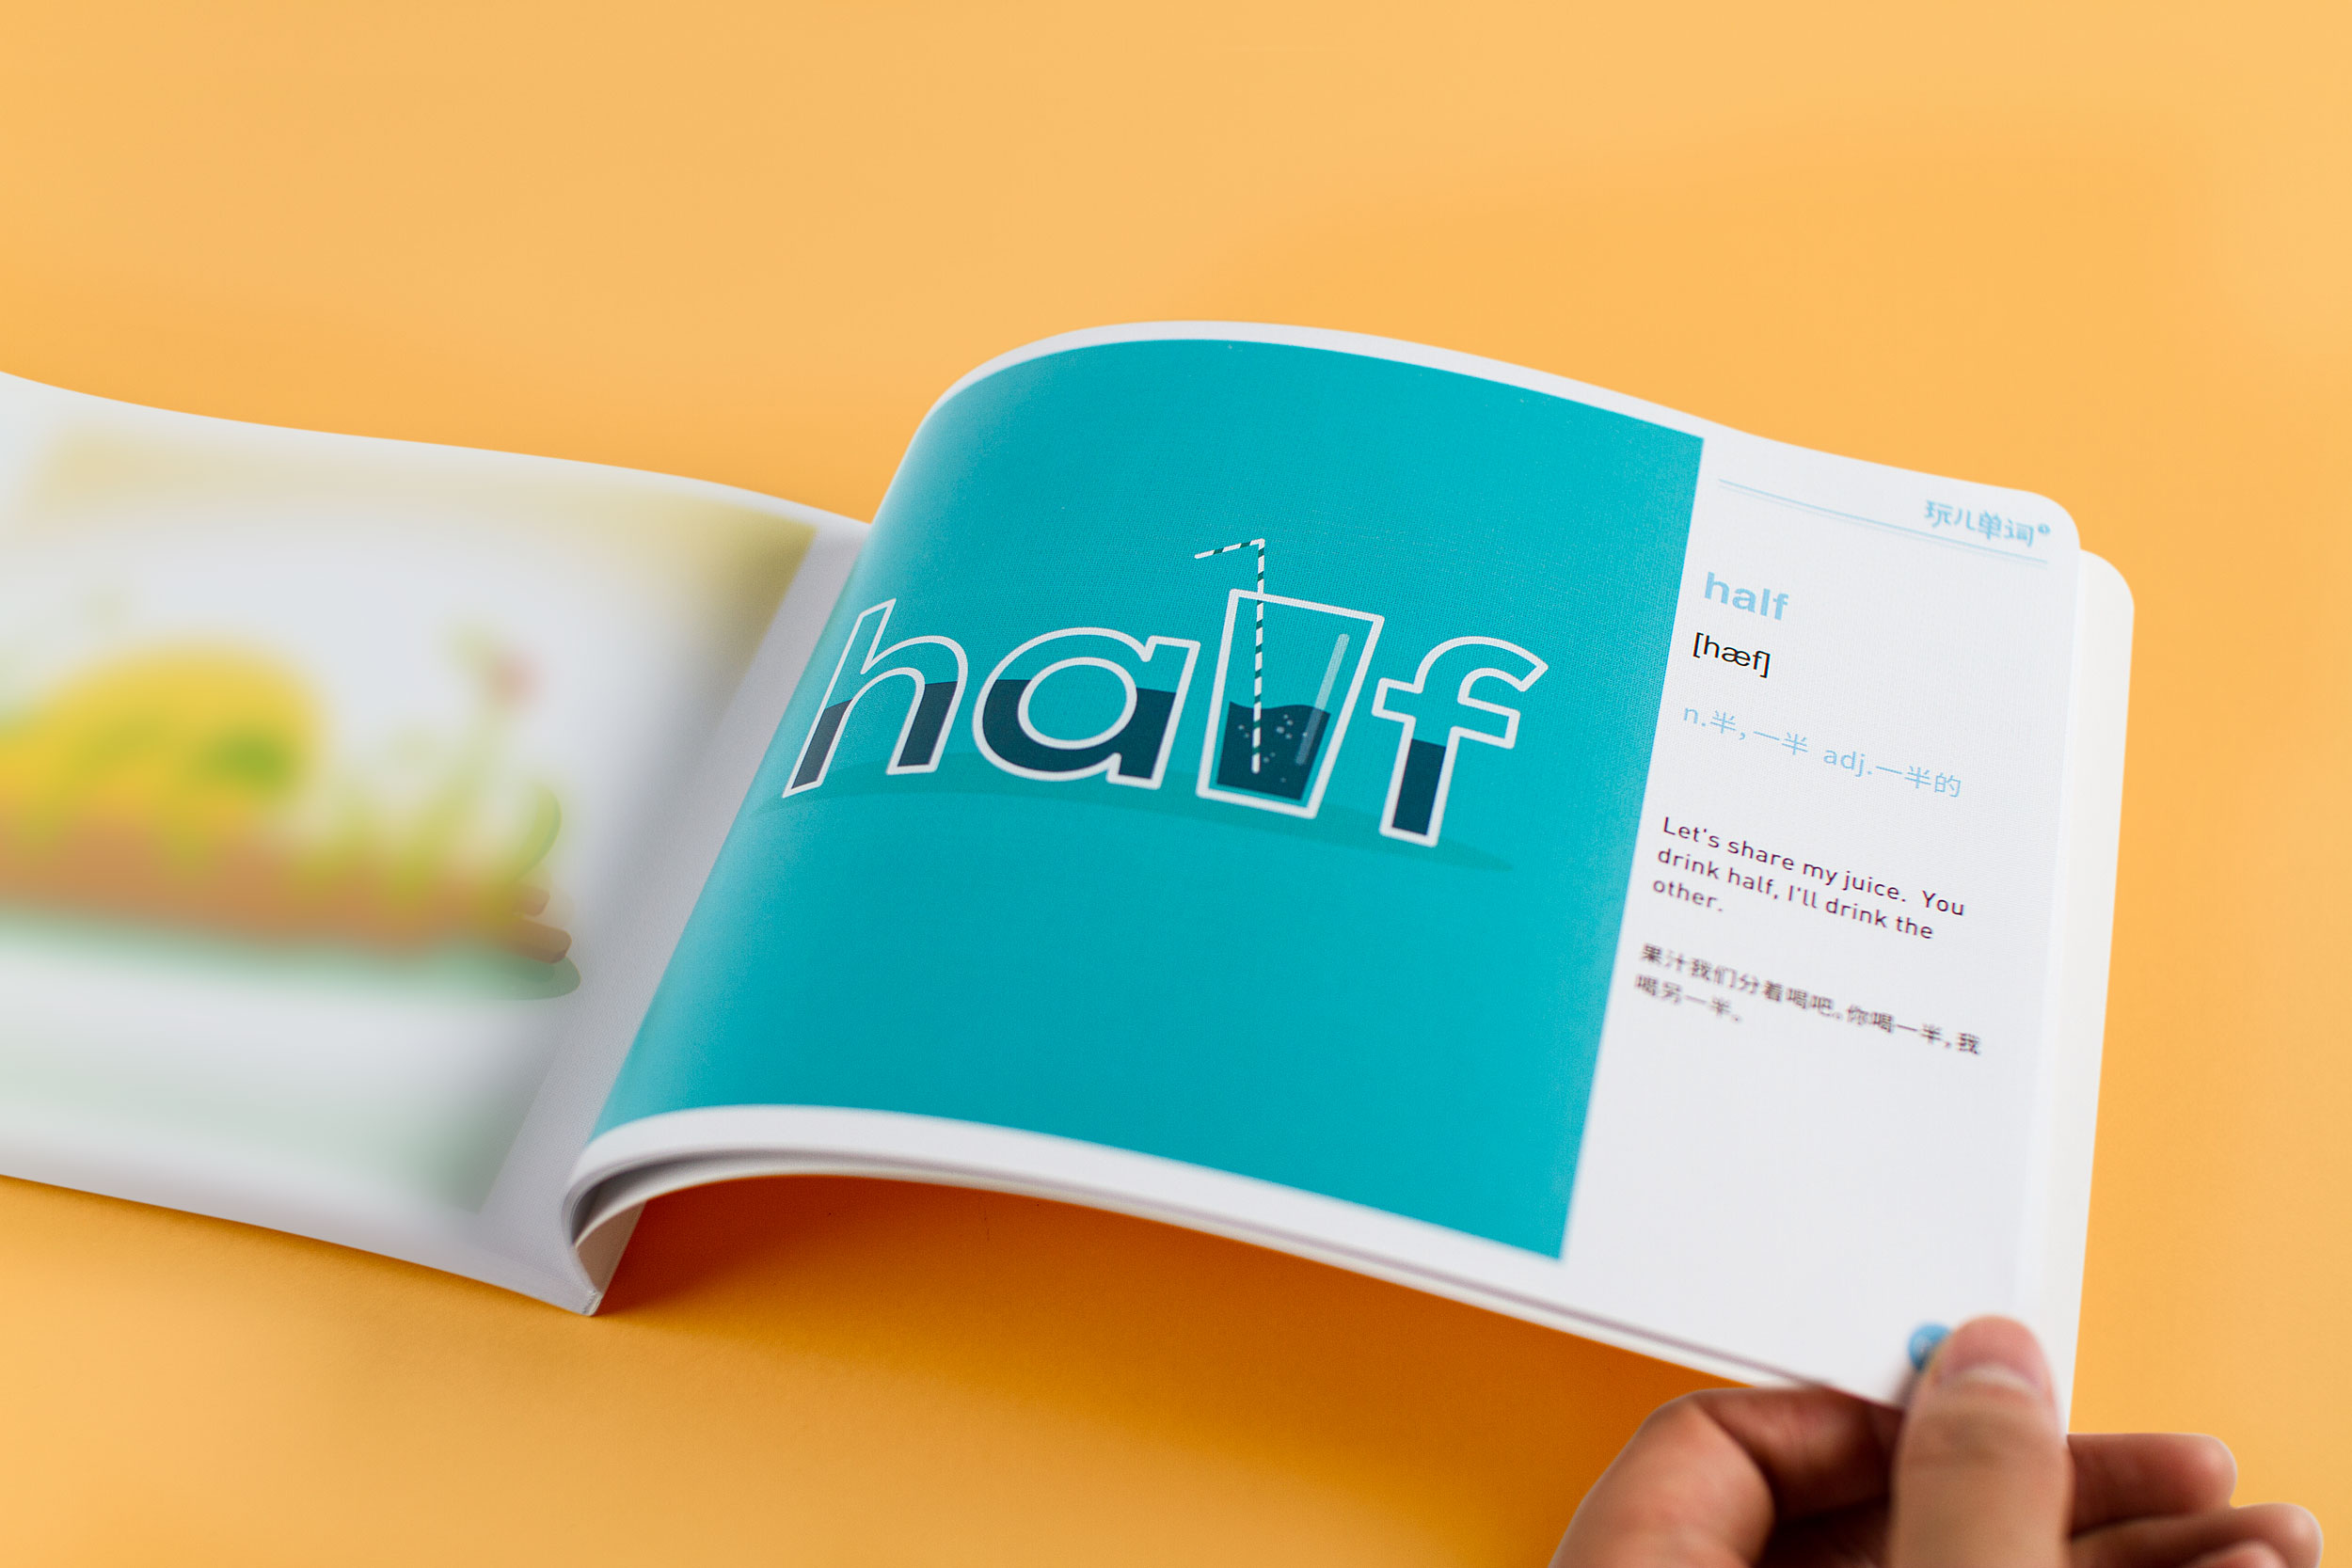 half
玩儿单词
half
[hæf]
n.半,一半 adj.一半的
Let's share my juice. You
drink half, I'll drink the
other.
果汁我们分着喝吧。你喝一半,我
喝另一半。